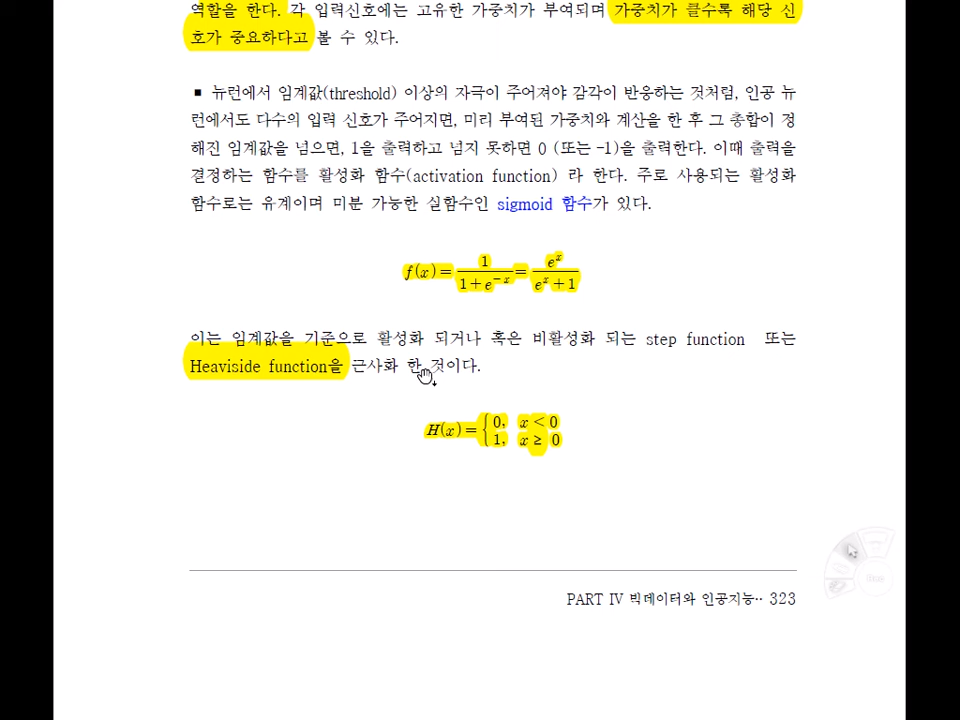 역할을 한다. 각 입력신호에는 고유한 가중치가 부여되며 가중치가 클수록 해당 신
호가 중요하다고 볼 수 있다.
■ 뉴런에서 임계값(threshold) 이상의 자극이 주어져야 감각이 반응하는 것처럼, 인공 뉴
런에서도 다수의 입력 신호가 주어지면, 미리 부여된 가중치와 계산을 한 후 그 총합이 정
해진 임계값을 넘으면, 1을 출력하고 넘지 못하면 0 (또는 -1)을 출력한다. 이때 출력을
결정하는 함수를 활성화 함수(activation function) 라 한다. 주로 사용되는 활성화
함수로는 유계이며 미분 가능한 실함수인 sigmoid 함수가 있다.
f(x) = 1/(1+e^{-x}) = e^x/(e^x+1)
이는 임계값을 기준으로 활성화 되거나 혹은 비활성화 되는 step function 또는
Heaviside function을 근사화 한 것이다.
H(x) = { 0, x < 0
1, x ≥ 0
PART Ⅳ 빅데이터와 인공지능·· 323